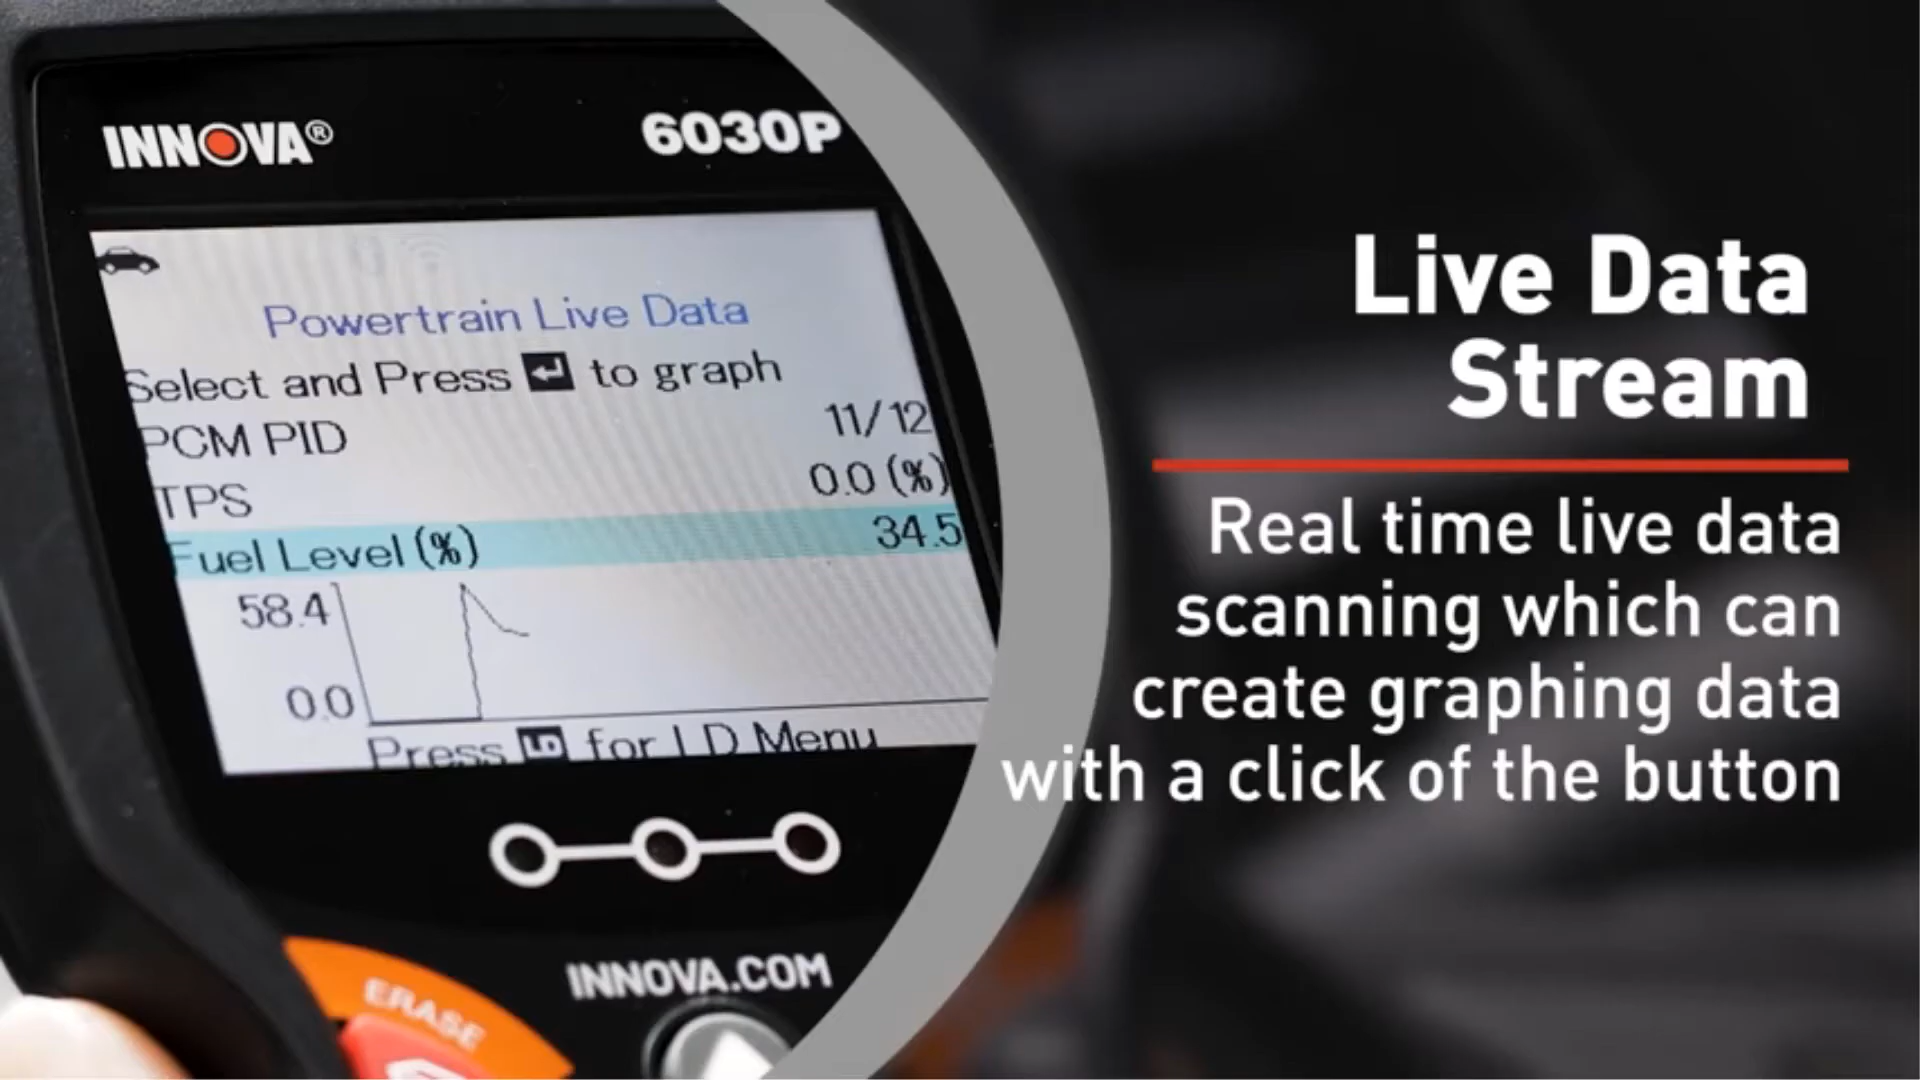 INNOVA®
6030P
Powertrain Live Data
Select and Press to graph
PCM PID 11/12
TPS 0.0 (%)
Fuel Level (%) 34.5
58.4
0.0
Press LD for LD Menu
INNOVA.COM
ERASE
Live Data
Stream
Real time live data
scanning which can
create graphing data
with a click of the button